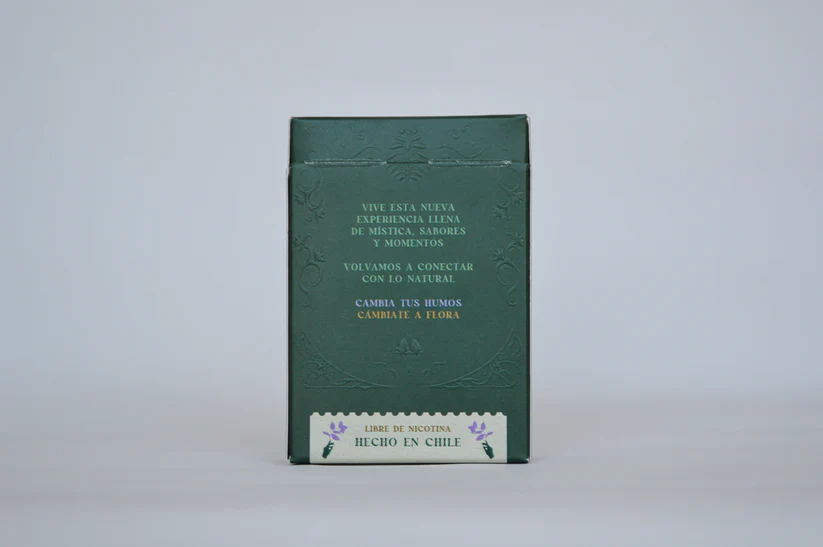 VIVE ESTA NUEVA
EXPERIENCIA LLENA
DE MÍSTICA, SABORES
Y MOMENTOS
VOLVAMOS A CONECTAR
CON LO NATURAL
CAMBIA TUS HUMOS
CÁMBIATE A FLORA
LIBRE DE NICOTINA
HECHO EN CHILE